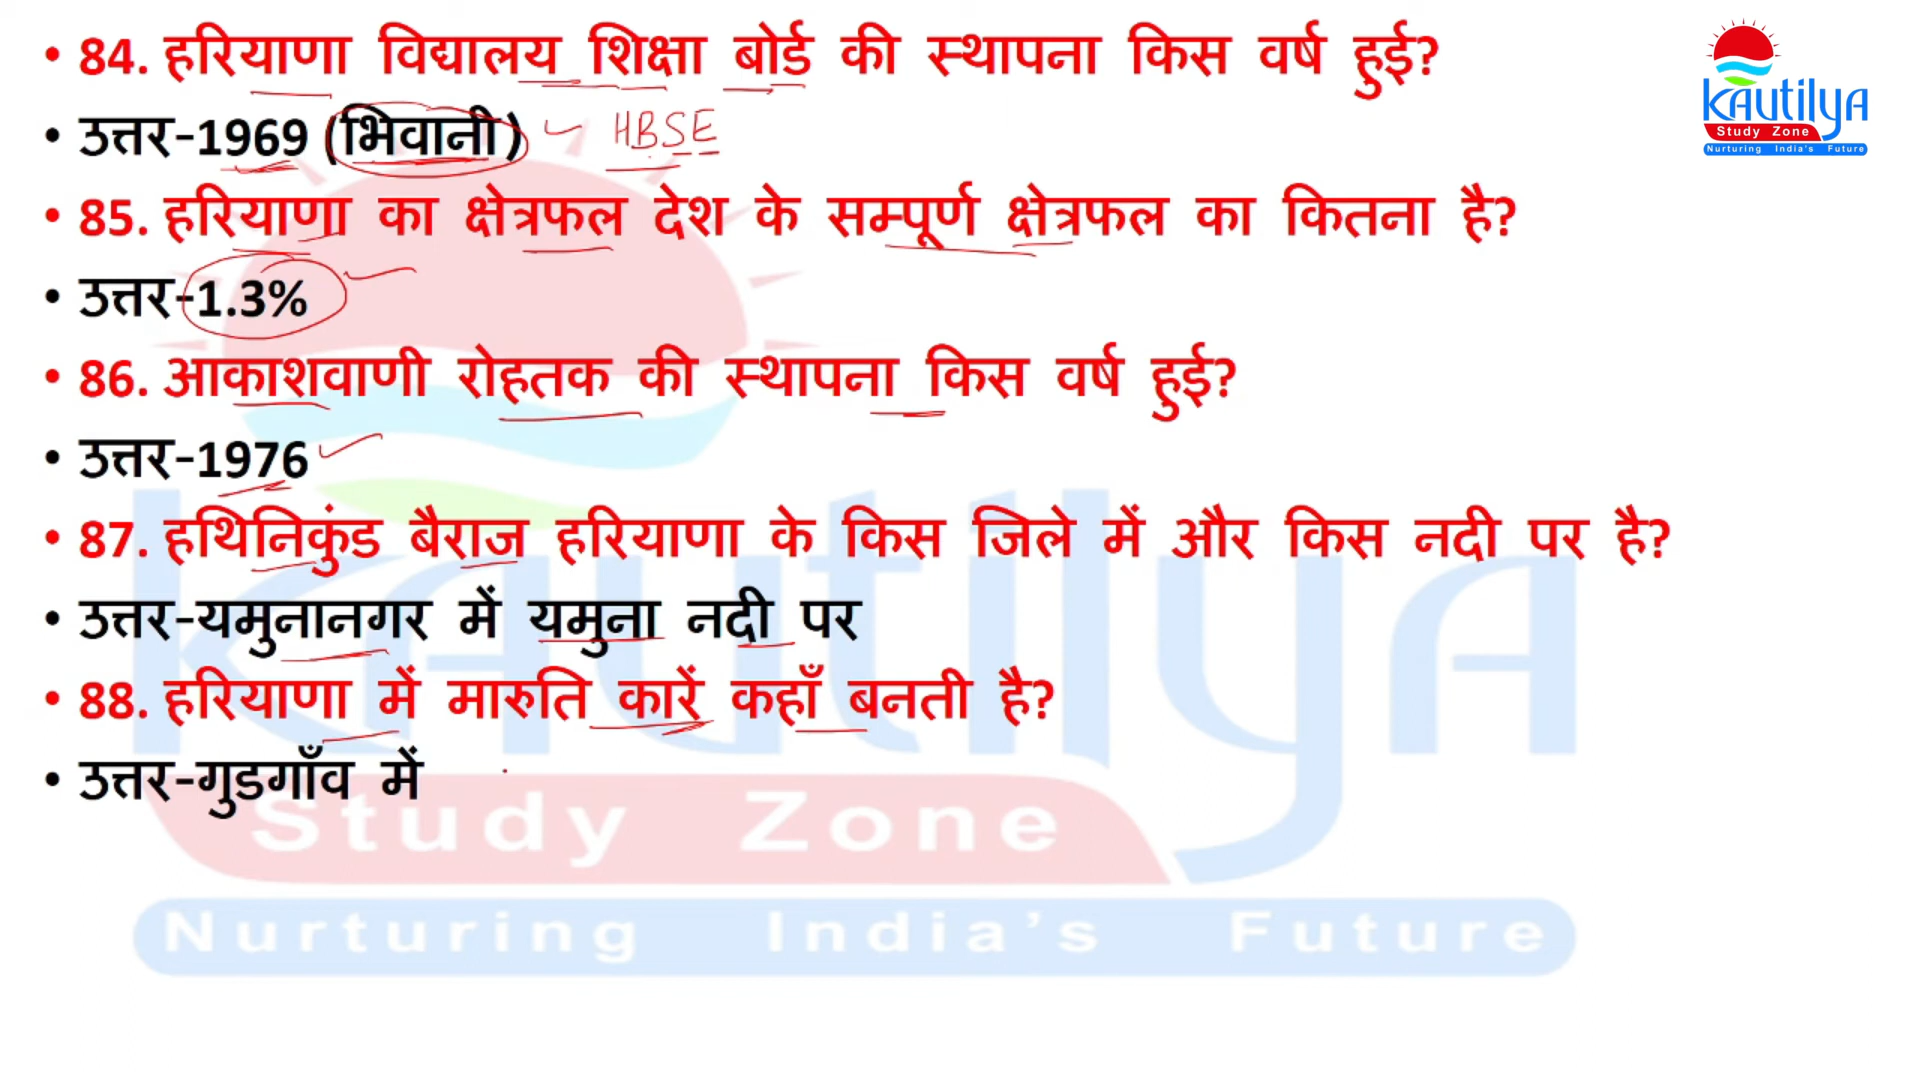 • 84. हरियाणा विद्यालय शिक्षा बोर्ड की स्थापना किस वर्ष हुई?
• उत्तर-1969 (भिवानी) HBSE
• 85. हरियाणा का क्षेत्रफल देश के सम्पूर्ण क्षेत्रफल का कितना है?
• उत्तर-1.3%
• 86. आकाशवाणी रोहतक की स्थापना किस वर्ष हुई?
• उत्तर-1976
• 87. हथिनिकुंड बैराज हरियाणा के किस जिले में और किस नदी पर है?
• उत्तर-यमुनानगर में यमुना नदी पर
• 88. हरियाणा में मारुति कारें कहाँ बनती है?
• उत्तर-गुडगाँव में
Kautilya
Study Zone
Nurturing India's Future
Kautilya
Study Zone
Nurturing India's Future